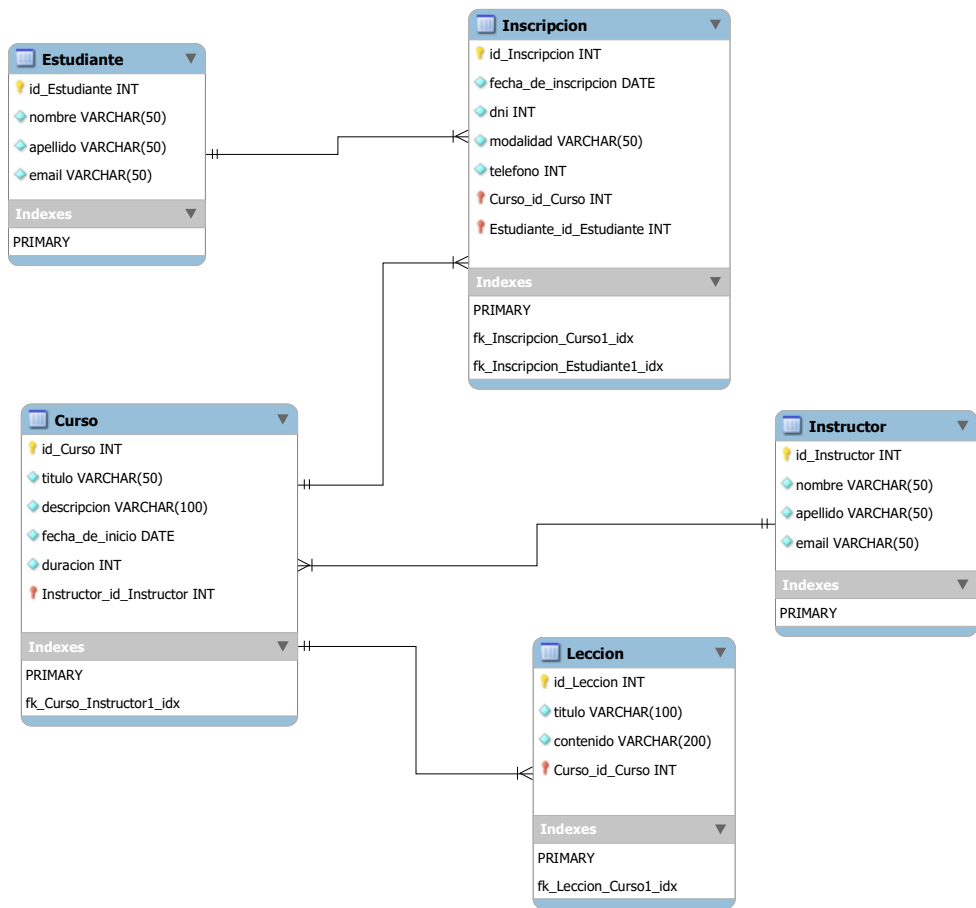 Estudiante
id_Estudiante INT
nombre VARCHAR(50)
apellido VARCHAR(50)
email VARCHAR(50)
Indexes
PRIMARY
Inscripcion
id_Inscripcion INT
fecha_de_inscripcion DATE
dni INT
modalidad VARCHAR(50)
telefono INT
Curso_id_Curso INT
Estudiante_id_Estudiante INT
Indexes
PRIMARY
fk_Inscripcion_Curso1_idx
fk_Inscripcion_Estudiante1_idx
Curso
id_Curso INT
titulo VARCHAR(50)
descripcion VARCHAR(100)
fecha_de_inicio DATE
duracion INT
Instructor_id_Instructor INT
Indexes
PRIMARY
fk_Curso_Instructor1_idx
Instructor
id_Instructor INT
nombre VARCHAR(50)
apellido VARCHAR(50)
email VARCHAR(50)
Indexes
PRIMARY
Leccion
id_Leccion INT
titulo VARCHAR(100)
contenido VARCHAR(200)
Curso_id_Curso INT
Indexes
PRIMARY
fk_Leccion_Curso1_idx